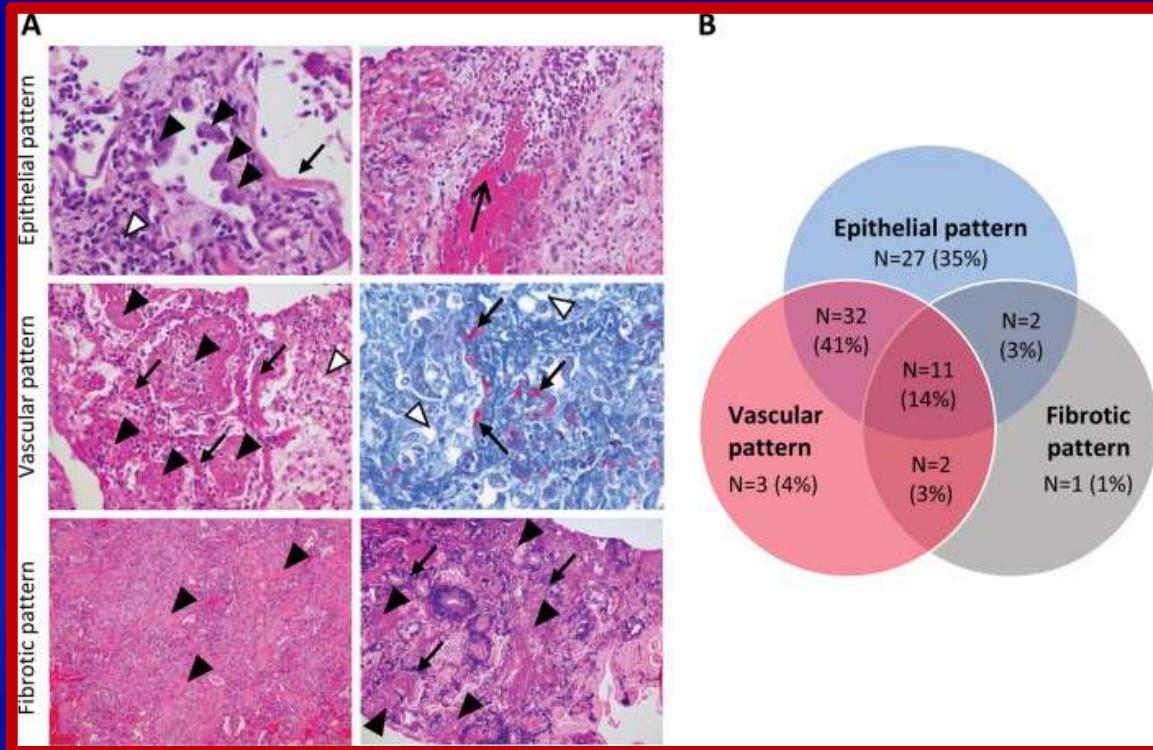 A
B
Epithelial pattern
Vascular pattern
Fibrotic pattern
Epithelial pattern
N=27 (35%)
N=32
(41%)
N=2
(3%)
N=11
(14%)
Vascular
pattern
N=3 (4%)
Fibrotic
pattern
N=1 (1%)
N=2
(3%)